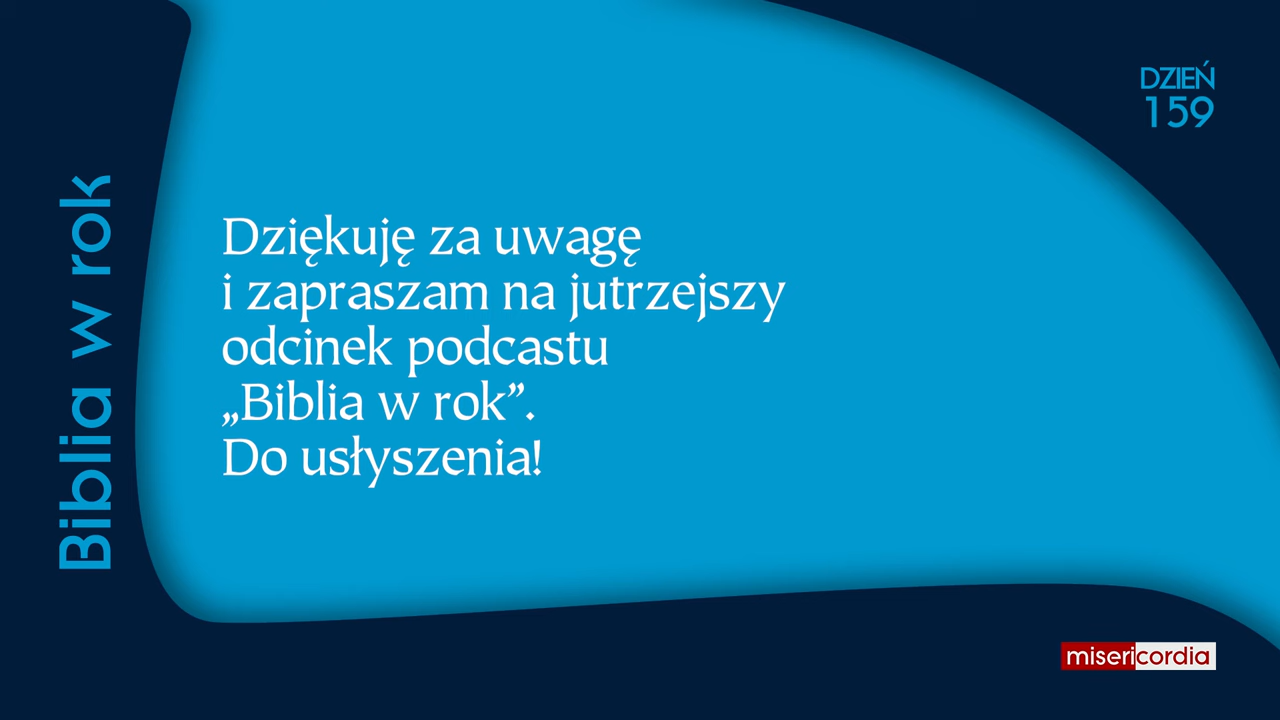 DZIEŃ
159
Biblia w rok
Dziękuję za uwagę
i zapraszam na jutrzejszy
odcinek podcastu
„Biblia w rok”.
Do usłyszenia!
misericordia